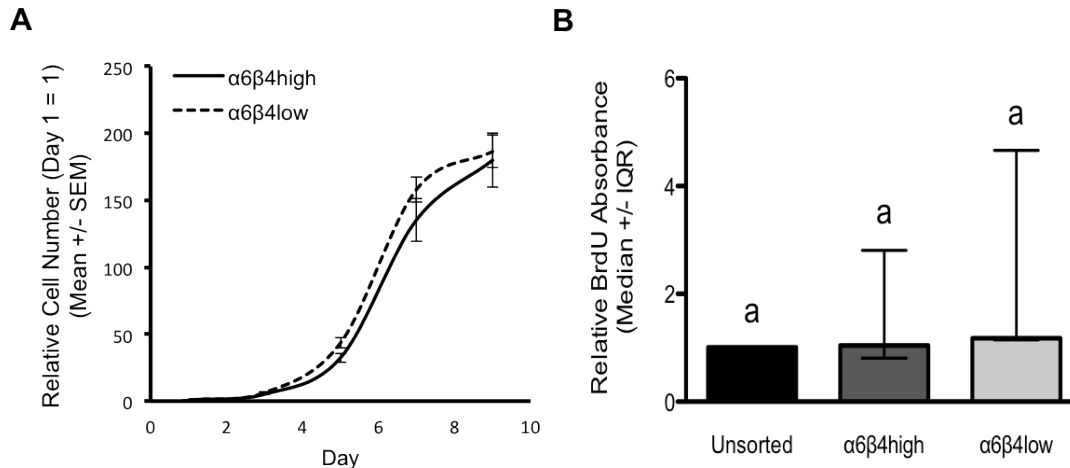 A
Relative Cell Number (Day 1 = 1)
(Mean +/- SEM)
250
200
150
100
50
0
α6β4high
α6β4low
0 2 4 6 8 10
Day
B
Relative BrdU Absorbance
(Median +/- IQR)
6
4
2
0
a
a
a
Unsorted α6β4high α6β4low